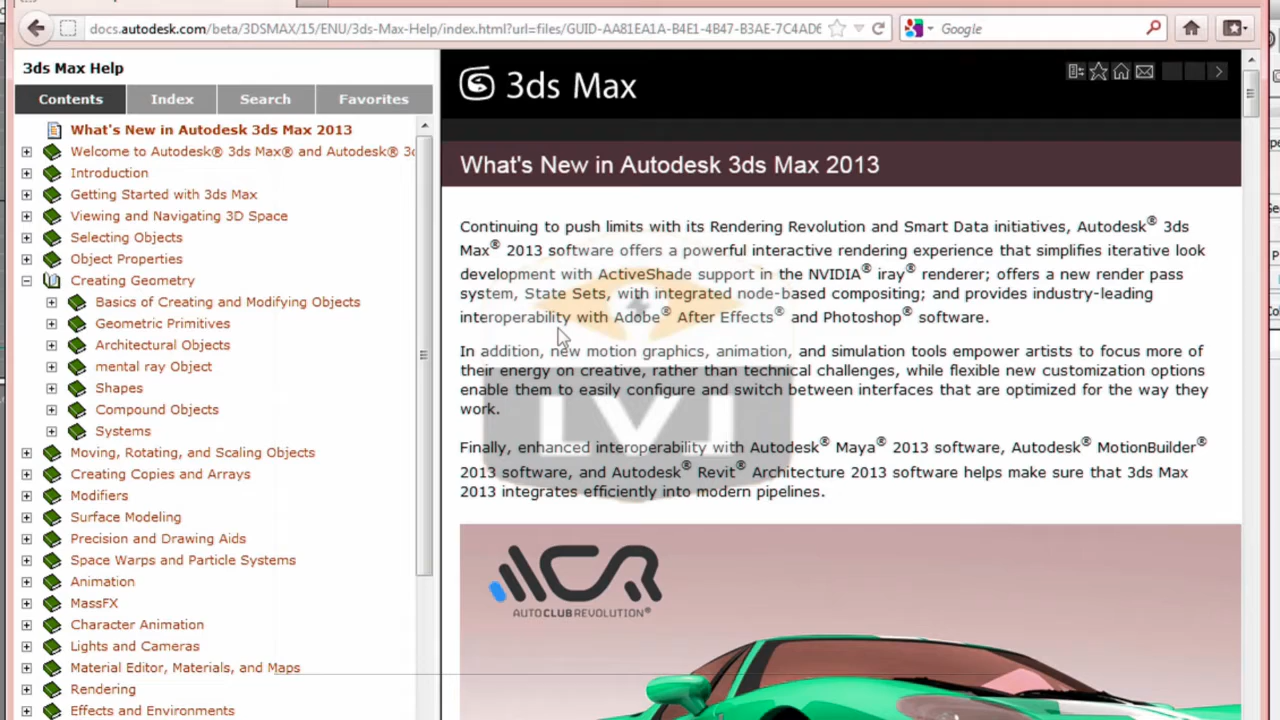 docs.autodesk.com/beta/3DSMAX/15/ENU/3ds-Max-Help/index.html?url=files/GUID-AA81EA1A-B4E1-4B47-B3AE-7C4AD6
Google
3ds Max Help
Contents
Index
Search
Favorites
What's New in Autodesk 3ds Max 2013
Welcome to Autodesk® 3ds Max® and Autodesk® 3d
Introduction
Getting Started with 3ds Max
Viewing and Navigating 3D Space
Selecting Objects
Object Properties
Creating Geometry
Basics of Creating and Modifying Objects
Geometric Primitives
Architectural Objects
mental ray Object
Shapes
Compound Objects
Systems
Moving, Rotating, and Scaling Objects
Creating Copies and Arrays
Modifiers
Surface Modeling
Precision and Drawing Aids
Space Warps and Particle Systems
Animation
MassFX
Character Animation
Lights and Cameras
Material Editor, Materials, and Maps
Rendering
Effects and Environments
3ds Max
What's New in Autodesk 3ds Max 2013
Continuing to push limits with its Rendering Revolution and Smart Data initiatives, Autodesk® 3ds
Max® 2013 software offers a powerful interactive rendering experience that simplifies iterative look
development with ActiveShade support in the NVIDIA® iray® renderer; offers a new render pass
system, State Sets, with integrated node-based compositing; and provides industry-leading
interoperability with Adobe® After Effects® and Photoshop® software.
In addition, new motion graphics, animation, and simulation tools empower artists to focus more of
their energy on creative, rather than technical challenges, while flexible new customization options
enable them to easily configure and switch between interfaces that are optimized for the way they
work.
Finally, enhanced interoperability with Autodesk® Maya® 2013 software, Autodesk® MotionBuilder®
2013 software, and Autodesk® Revit® Architecture 2013 software helps make sure that 3ds Max
2013 integrates efficiently into modern pipelines.
ACR
AUTOCLUBREVOLUTION®